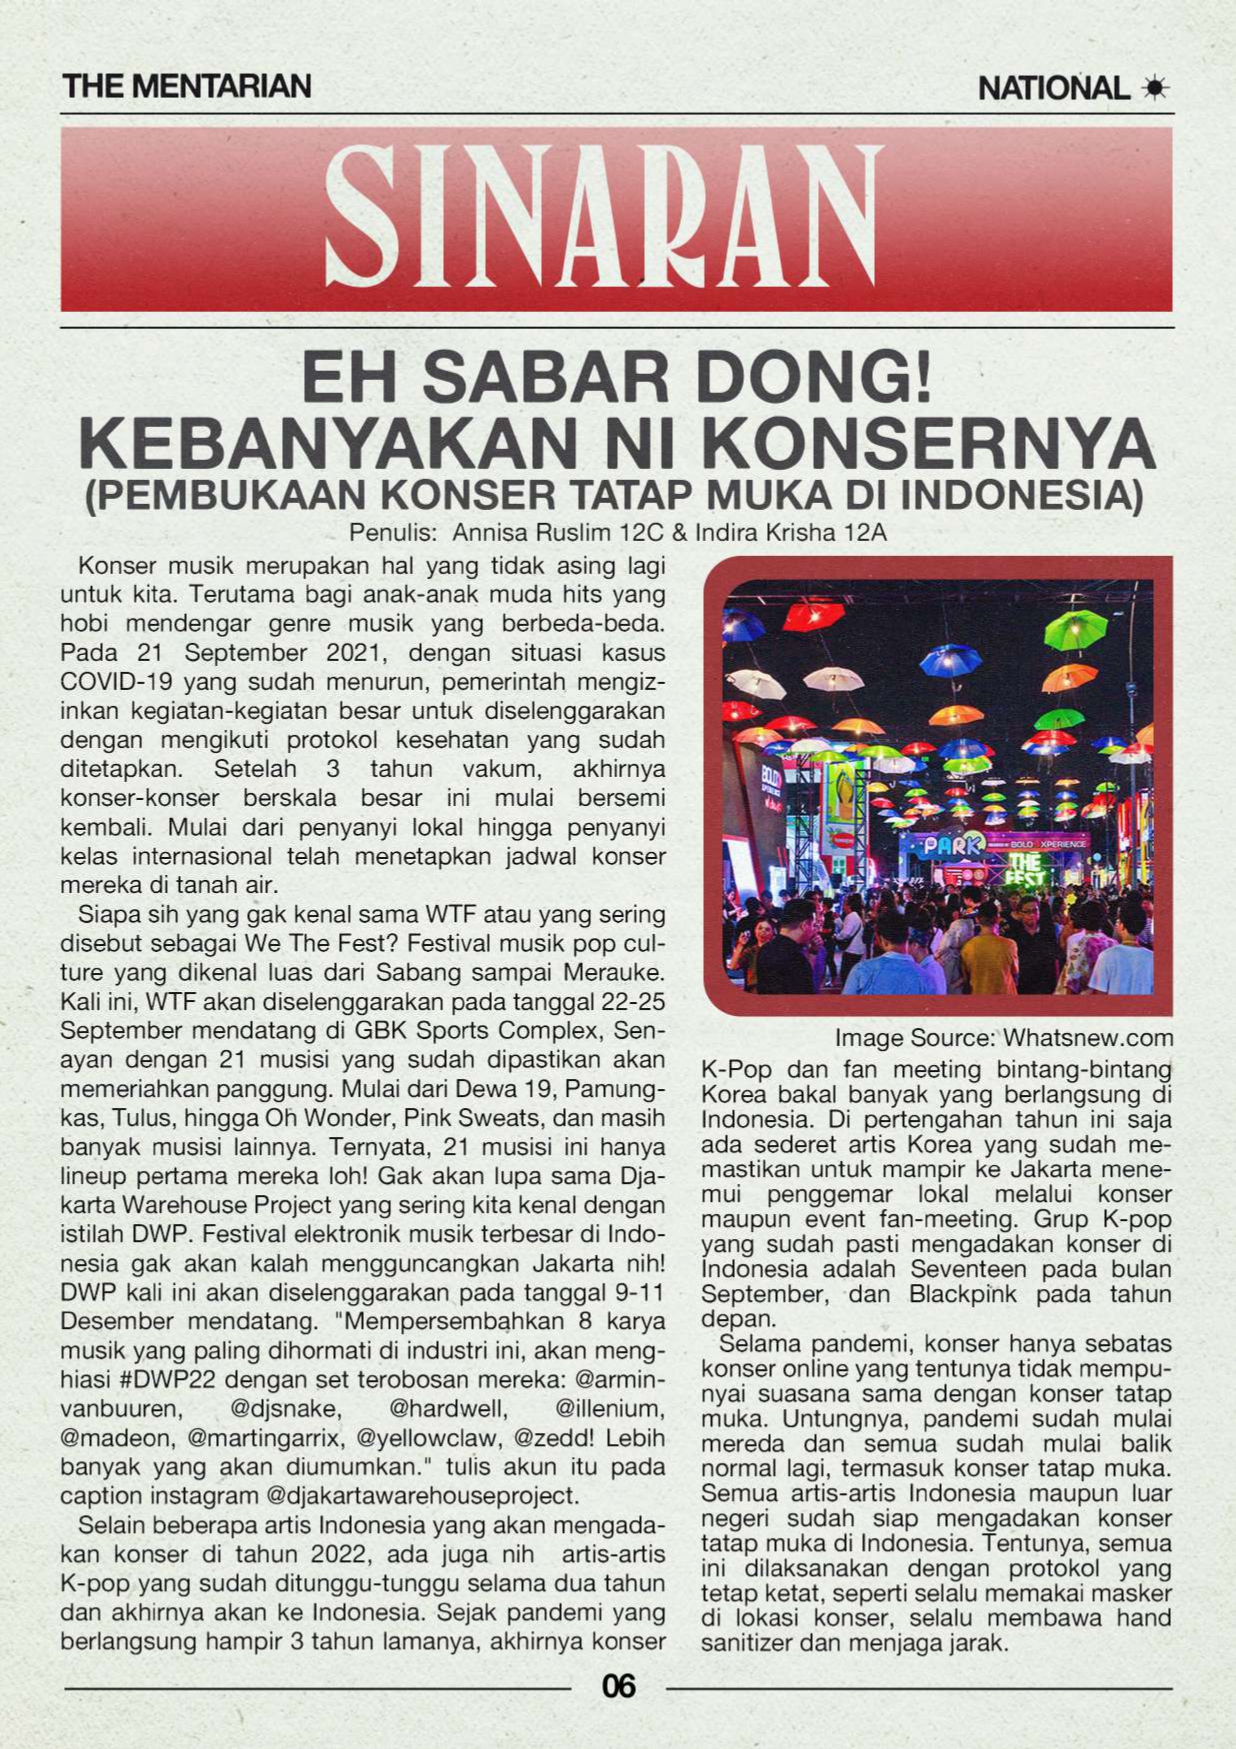 THE MENTARIAN
NATIONAL
SINARAN
EH SABAR DONG!
KEBANYAKAN NI KONSERNYA
(PEMBUKAAN KONSER TATAP MUKA DI INDONESIA)
Penulis: Annisa Ruslim 12C & Indira Krisha 12A
Konser musik merupakan hal yang tidak asing lagi
untuk kita. Terutama bagi anak-anak muda hits yang
hobi mendengar genre musik yang berbeda-beda.
Pada 21 September 2021, dengan situasi kasus
COVID-19 yang sudah menurun, pemerintah mengiz-
inkan kegiatan-kegiatan besar untuk diselenggarakan
dengan mengikuti protokol kesehatan yang sudah
ditetapkan. Setelah 3 tahun vakum, akhirnya
konser-konser berskala besar ini mulai bersemi
kembali. Mulai dari penyanyi lokal hingga penyanyi
kelas internasional telah menetapkan jadwal konser
mereka di tanah air.
Siapa sih yang gak kenal sama WTF atau yang sering
disebut sebagai We The Fest? Festival musik pop cul-
ture yang dikenal luas dari Sabang sampai Merauke.
Kali ini, WTF akan diselenggarakan pada tanggal 22-25
September mendatang di GBK Sports Complex, Sen-
ayan dengan 21 musisi yang sudah dipastikan akan
memeriahkan panggung. Mulai dari Dewa 19, Pamung-
kas, Tulus, hingga Oh Wonder, Pink Sweats, dan masih
banyak musisi lainnya. Ternyata, 21 musisi ini hanya
lineup pertama mereka loh! Gak akan lupa sama Dja-
karta Warehouse Project yang sering kita kenal dengan
istilah DWP. Festival elektronik musik terbesar di Indo-
nesia gak akan kalah mengguncangkan Jakarta nih!
DWP kali ini akan diselenggarakan pada tanggal 9-11
Desember mendatang. "Mempersembahkan 8 karya
musik yang paling dihormati di industri ini, akan meng-
hiasi #DWP22 dengan set terobosan mereka: @armin-
vanbuuren, @djsnake, @hardwell, @illenium,
@madeon, @martingarrix, @yellowclaw, @zedd! Lebih
banyak yang akan diumumkan." tulis akun itu pada
caption instagram @djakartawarehouseproject.
Selain beberapa artis Indonesia yang akan mengada-
kan konser di tahun 2022, ada juga nih artis-artis
K-pop yang sudah ditunggu-tunggu selama dua tahun
dan akhirnya akan ke Indonesia. Sejak pandemi yang
berlangsung hampir 3 tahun lamanya, akhirnya konser
BOLD
PARK
BOLD XPERIENCE
THE
FEST
Image Source: Whatsnew.com
K-Pop dan fan meeting bintang-bintang
Korea bakal banyak yang berlangsung di
Indonesia. Di pertengahan tahun ini saja
ada sederet artis Korea yang sudah me-
mastikan untuk mampir ke Jakarta mene-
mui penggemar lokal melalui konser
maupun event fan-meeting. Grup K-pop
yang sudah pasti mengadakan konser di
Indonesia adalah Seventeen pada bulan
September, dan Blackpink pada tahun
depan.
Selama pandemi, konser hanya sebatas
konser online yang tentunya tidak mempu-
nyai suasana sama dengan konser tatap
muka. Untungnya, pandemi sudah mulai
mereda dan semua sudah mulai balik
normal lagi, termasuk konser tatap muka.
Semua artis-artis Indonesia maupun luar
negeri sudah siap mengadakan konser
tatap muka di Indonesia. Tentunya, semua
ini dilaksanakan dengan protokol yang
tetap ketat, seperti selalu memakai masker
di lokasi konser, selalu membawa hand
sanitizer dan menjaga jarak.
06